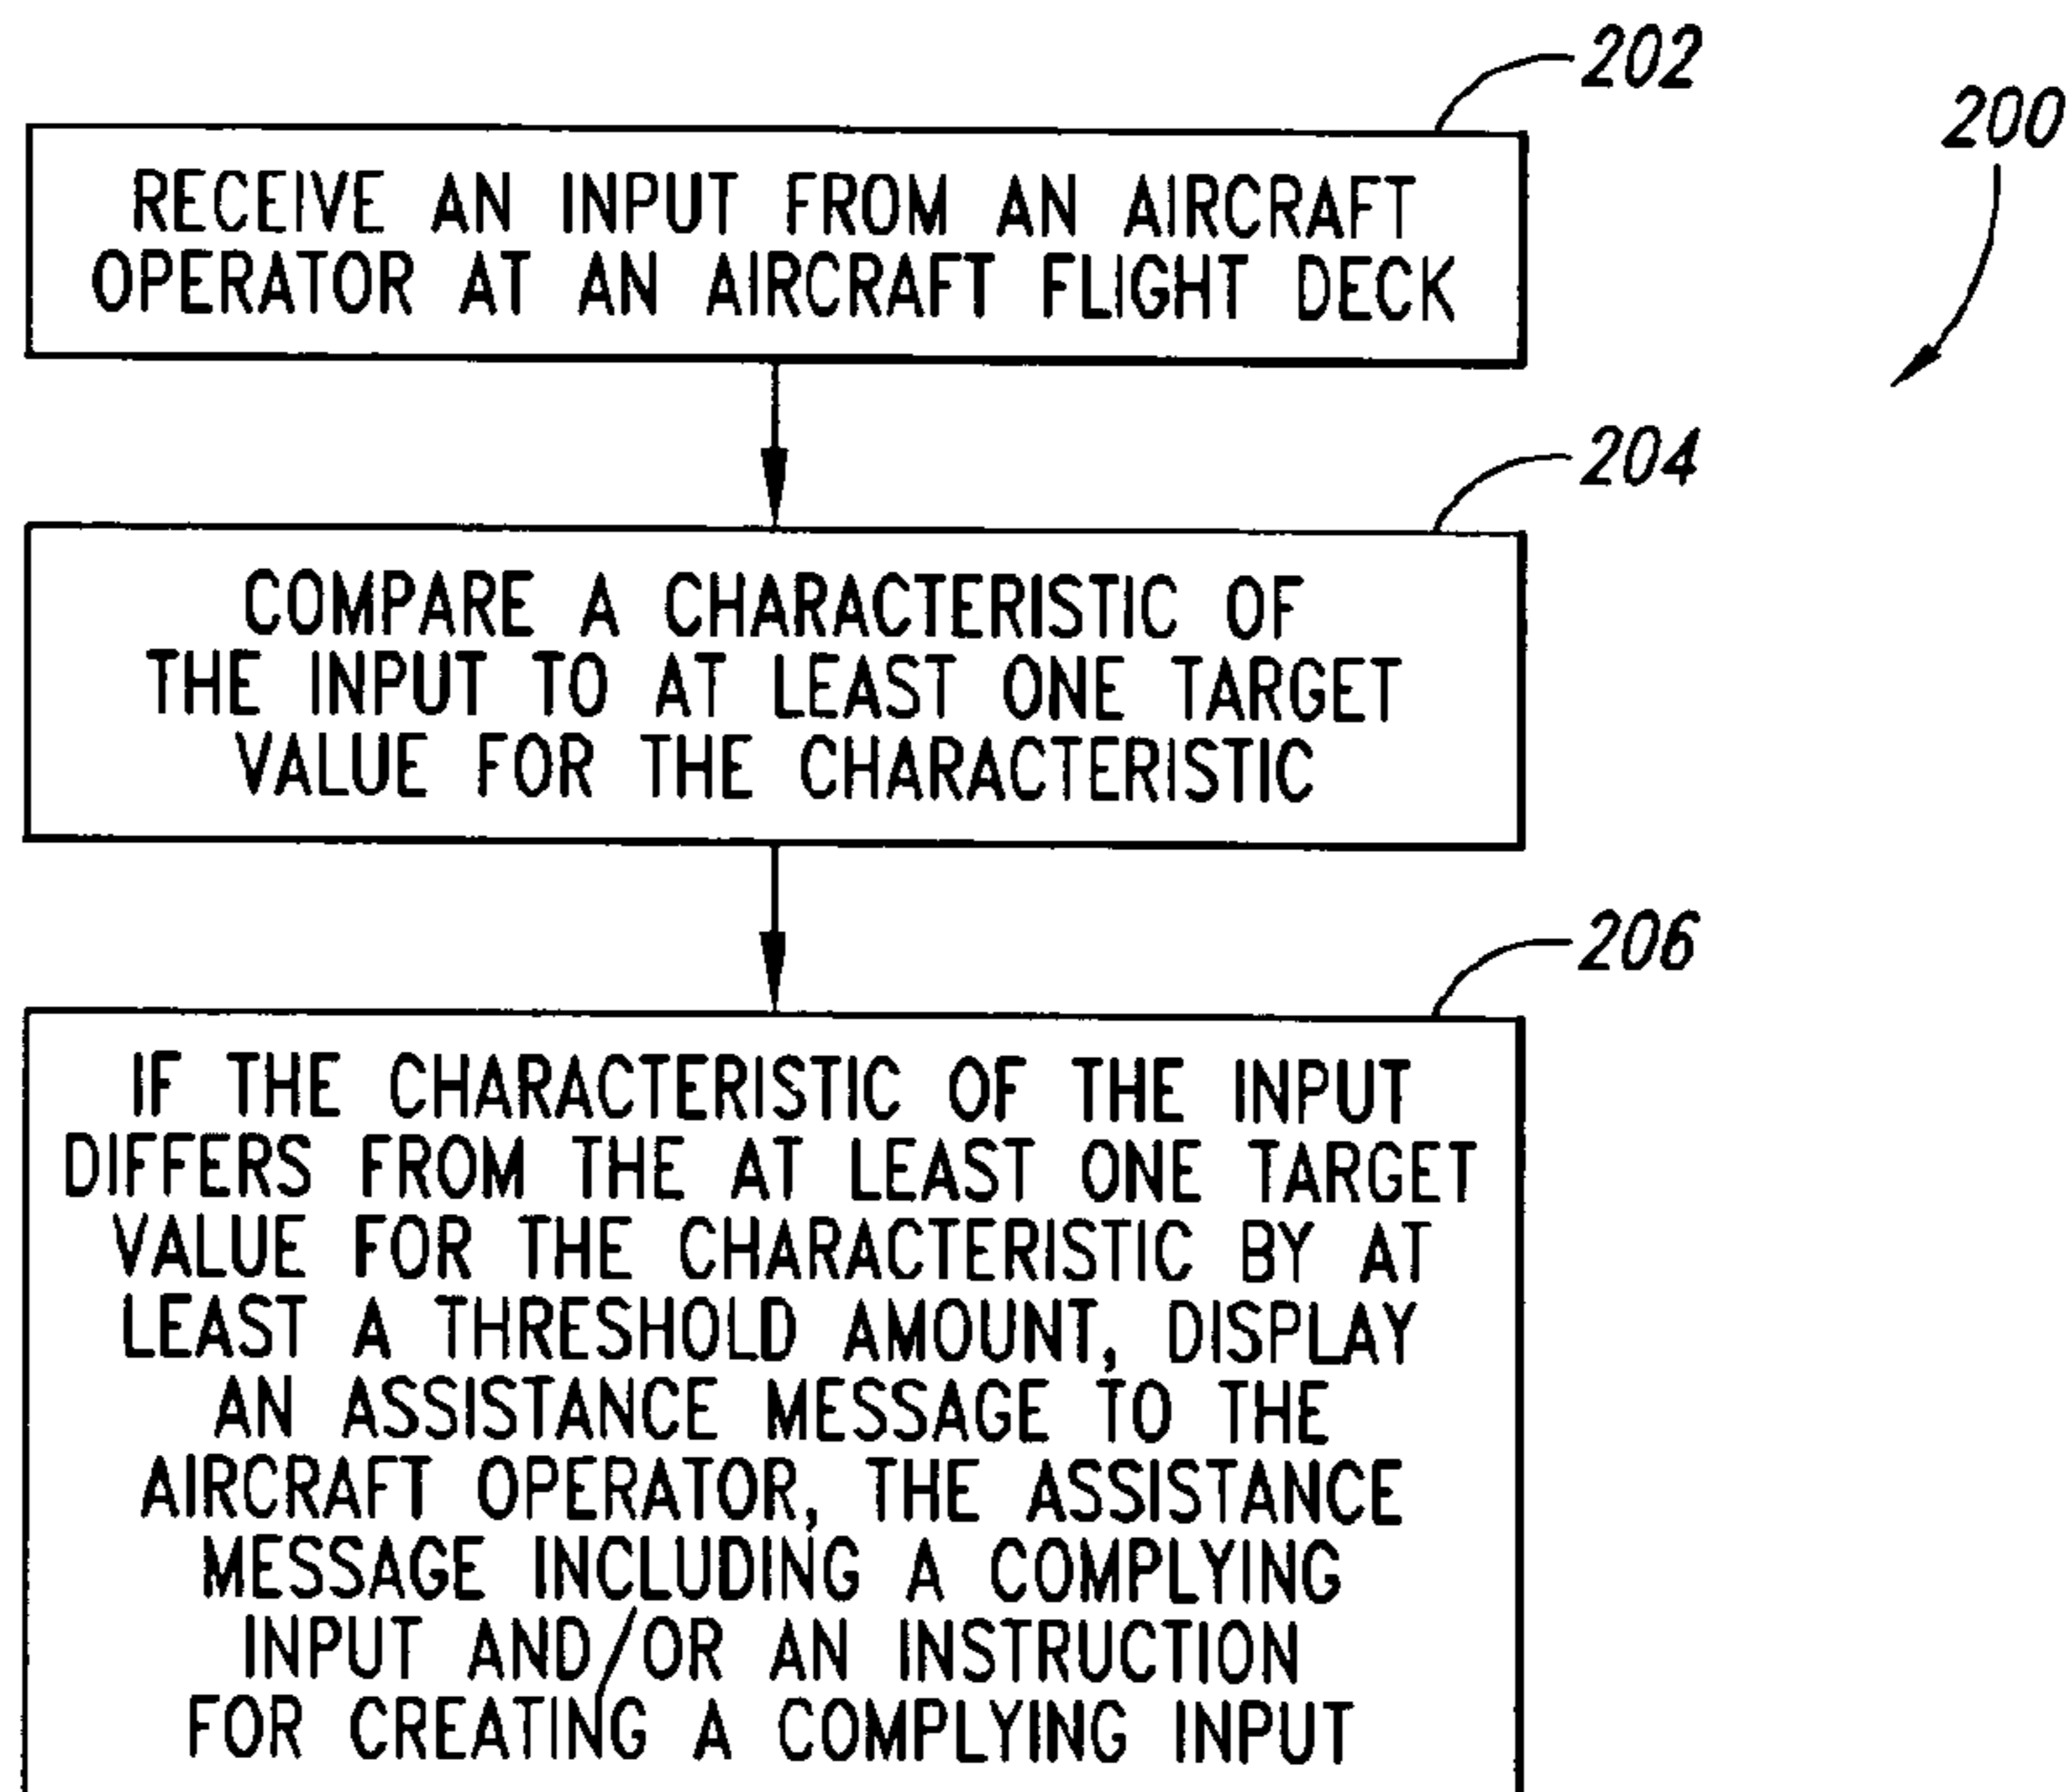 202
200
RECEIVE AN INPUT FROM AN AIRCRAFT
OPERATOR AT AN AIRCRAFT FLIGHT DECK
204
COMPARE A CHARACTERISTIC OF
THE INPUT TO AT LEAST ONE TARGET
VALUE FOR THE CHARACTERISTIC
206
IF THE CHARACTERISTIC OF THE INPUT
DIFFERS FROM THE AT LEAST ONE TARGET
VALUE FOR THE CHARACTERISTIC BY AT
LEAST A THRESHOLD AMOUNT, DISPLAY
AN ASSISTANCE MESSAGE TO THE
AIRCRAFT OPERATOR, THE ASSISTANCE
MESSAGE INCLUDING A COMPLYING
INPUT AND/OR AN INSTRUCTION
FOR CREATING A COMPLYING INPUT